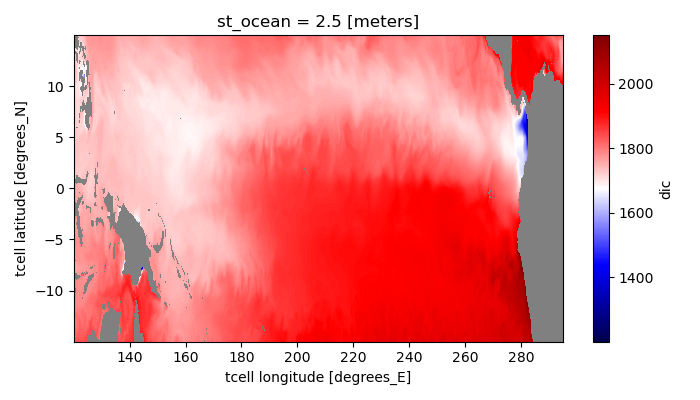 st_ocean = 2.5 [meters]
10
5
0
−5
−10
tcell latitude [degrees_N]
140 160 180 200 220 240 260 280
tcell longitude [degrees_E]
2000
1800
1600
1400
dic